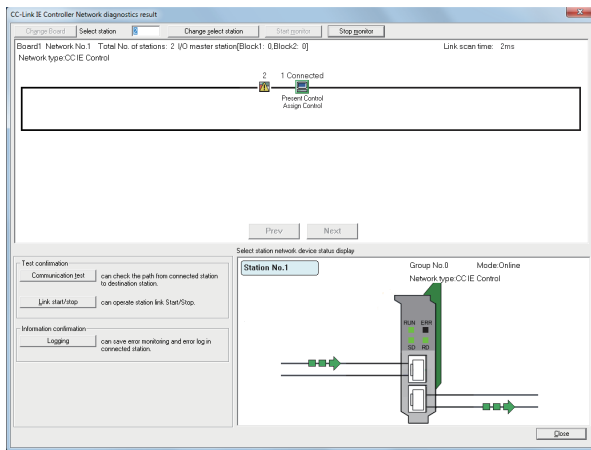 CC-Link IE Controller Network diagnostics result
Change Board Select station Change select station Start monitor Stop monitor
Board1 Network No.1 Total No. of stations: 2 I/O master station[Block1: 0,Block2: 0] Link scan time: 2ms
Network type:CC IE Control
2 1 Connected
Present Control
Assign Control
Prev Next
Select station network device status display
Test confirmation
Communication test can check the path from connected station
to destination station.
Link start/stop can operate station link Start/Stop.
Information confirmation
Logging can save error monitoring and error log in
connected station.
Station No.1 Group No.0 Mode:Online
Network type:CC IE Control
RUN ERR
SD RD
Close